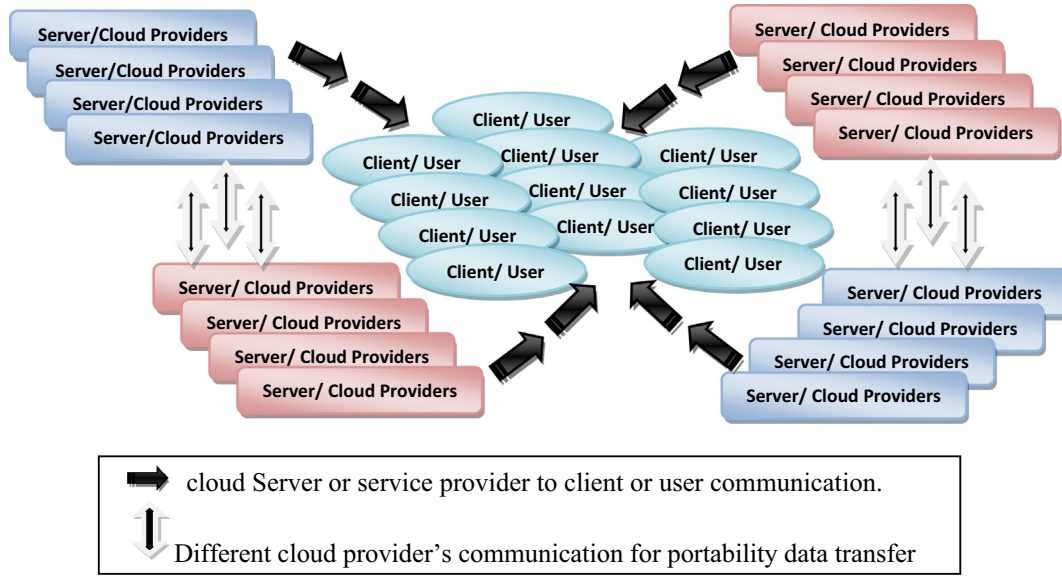 Server/Cloud Providers
Server/Cloud Providers
Server/Cloud Providers
Server/Cloud Providers
Server/ Cloud Providers
Server/ Cloud Providers
Server/ Cloud Providers
Server/ Cloud Providers
Client/ User
Client/ User
Client/ User
Client/ User
Client/ User
Client/ User
Client/ User
Client/ User
Client/ User
Client/ User
Client/ User
Client/ User
Server/ Cloud Providers
Server/ Cloud Providers
Server/ Cloud Providers
Server/ Cloud Providers
Server/ Cloud Providers
Server/ Cloud Providers
Server/ Cloud Providers
Server/ Cloud Providers
cloud Server or service provider to client or user communication.
Different cloud provider’s communication for portability data transfer